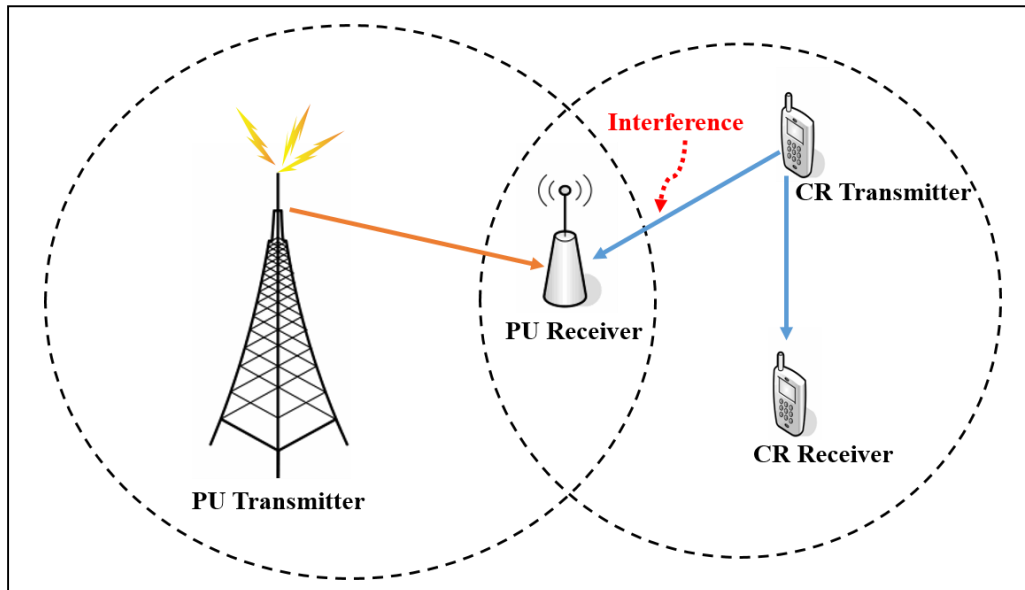 Interference
CR Transmitter
PU Receiver
CR Receiver
PU Transmitter